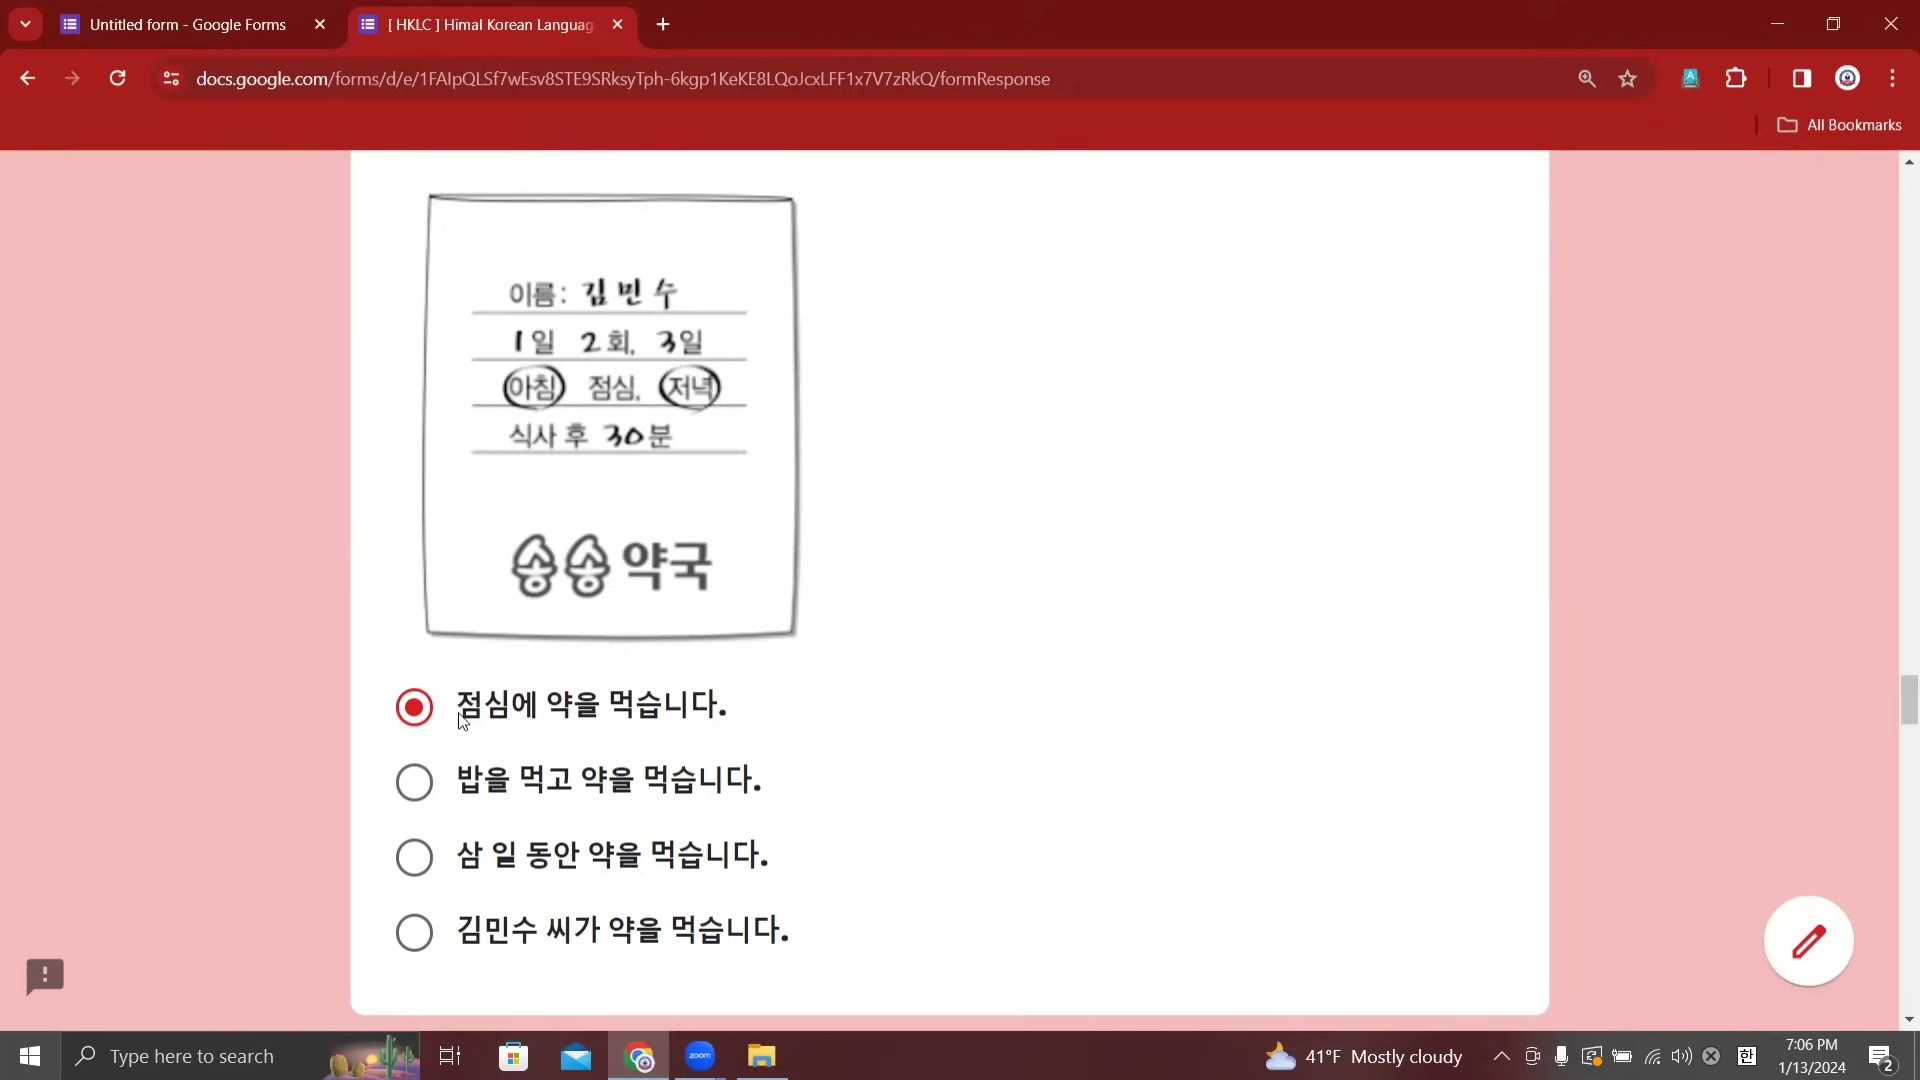 Untitled form - Google Forms
[ HKLC ] Himal Korean Languag
docs.google.com/forms/d/e/1FAIpQLSf7wEsv8STE9SRksyTph-6kgp1KeKE8LQoJcxLFF1x7V7zRkQ/formResponse
All Bookmarks
이름: 김민수
1일 2회, 3일
아침 점심, 저녁
식사 후 30분
숑숑약국
점심에 약을 먹습니다.
밥을 먹고 약을 먹습니다.
삼 일 동안 약을 먹습니다.
김민수 씨가 약을 먹습니다.
Type here to search
zoom
41°F Mostly cloudy
한
7:06 PM
1/13/2024
2